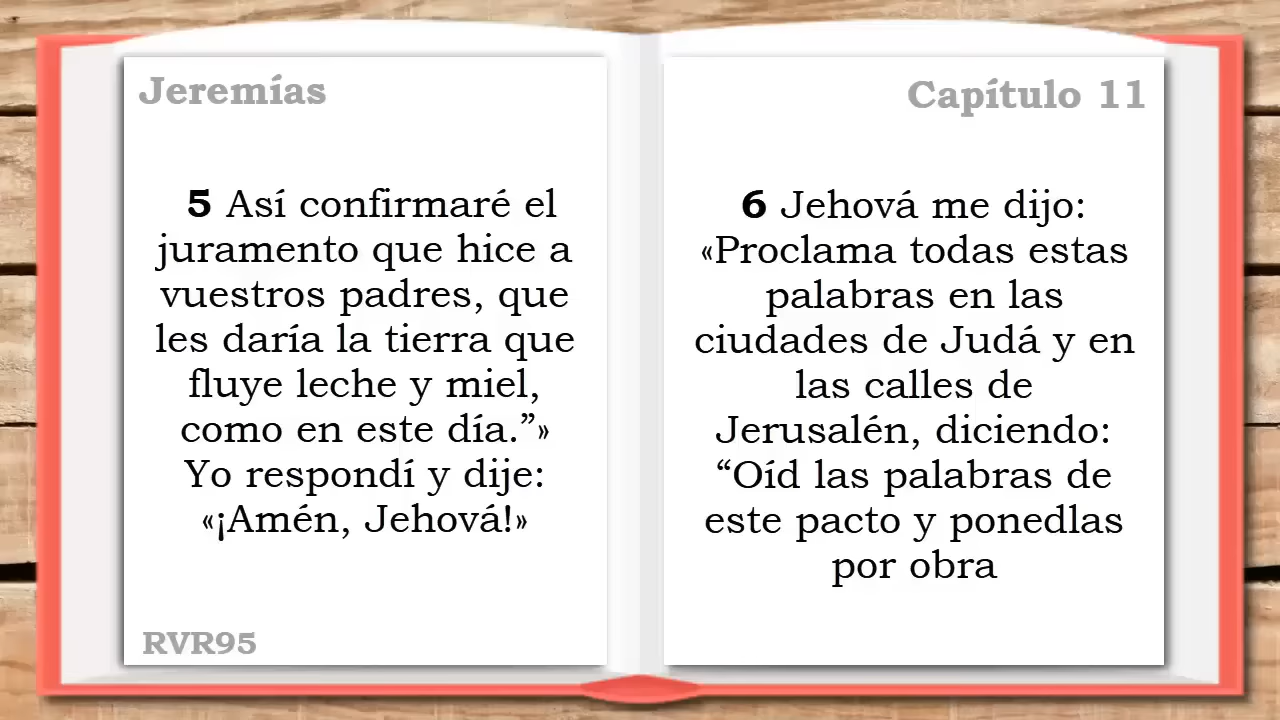 Jeremías
5 Así confirmaré el
juramento que hice a
vuestros padres, que
les daría la tierra que
fluye leche y miel,
como en este día.”»
Yo respondí y dije:
«¡Amén, Jehová!»
RVR95
Capítulo 11
6 Jehová me dijo:
«Proclama todas estas
palabras en las
ciudades de Judá y en
las calles de
Jerusalén, diciendo:
“Oíd las palabras de
este pacto y ponedlas
por obra